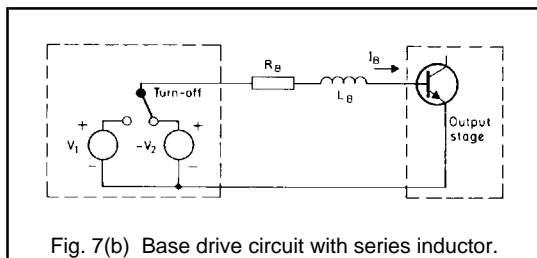 R_B
I_B
Turn-off
L_B
+
+
V_1
-V_2
-
-
Output
stage
Fig. 7(b) Base drive circuit with series inductor.